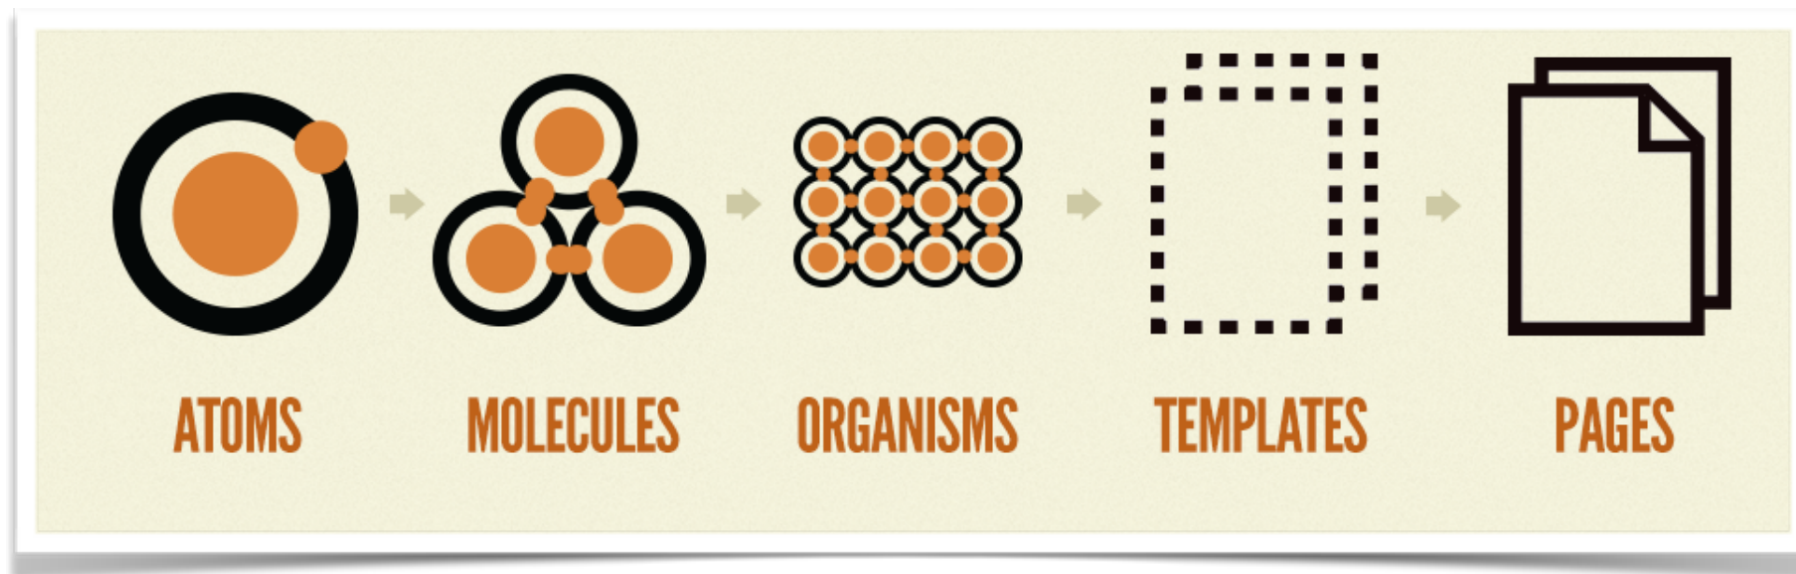 ATOMS
MOLECULES
ORGANISMS
TEMPLATES
PAGES